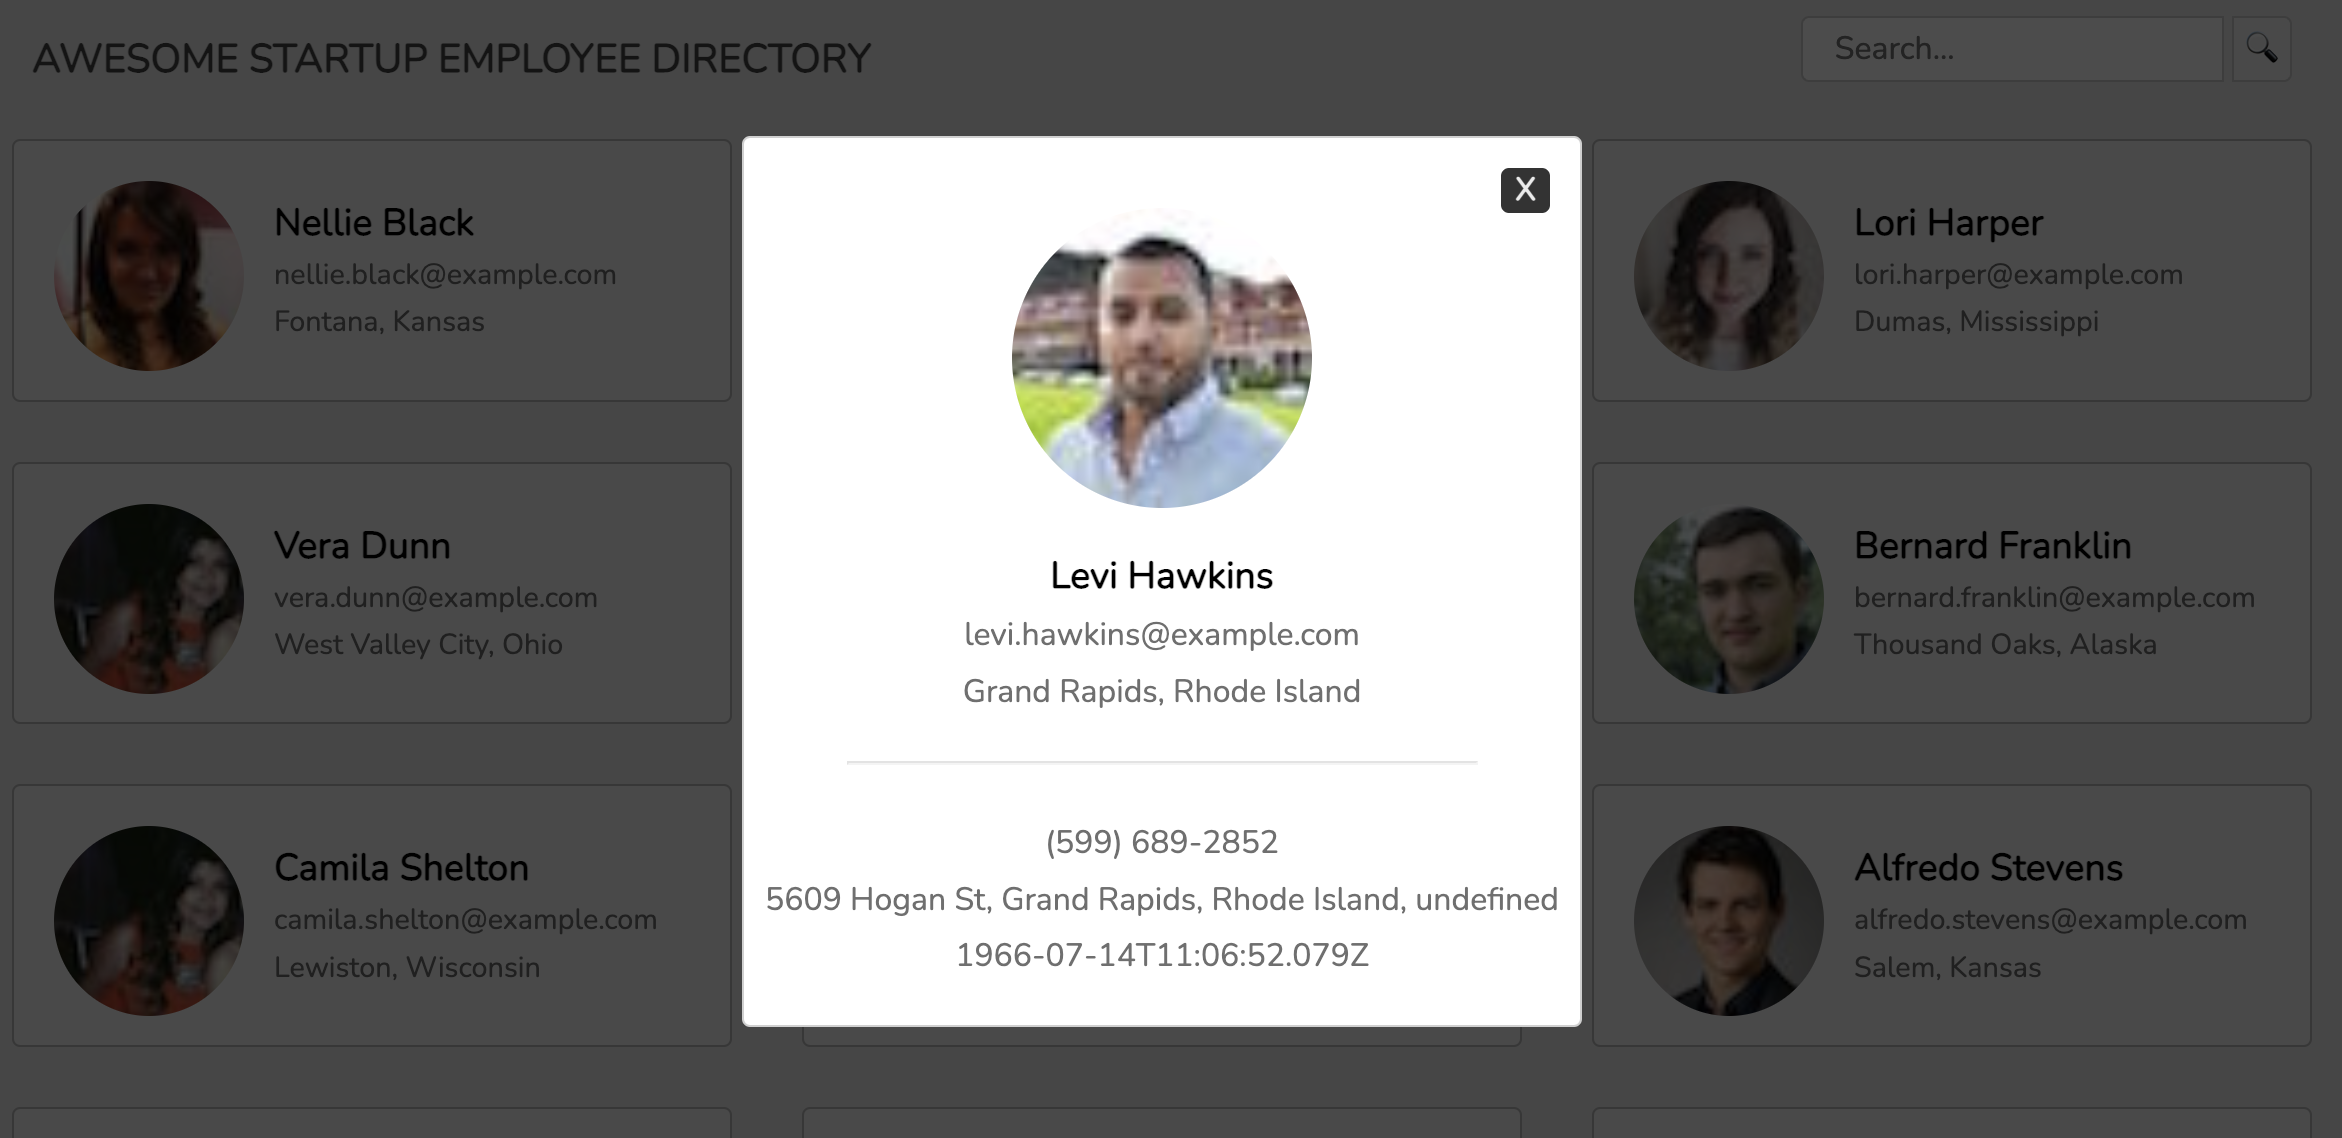 AWESOME STARTUP EMPLOYEE DIRECTORY
Search...
Nellie Black
nellie.black@example.com
Fontana, Kansas
X
Levi Hawkins
levi.hawkins@example.com
Grand Rapids, Rhode Island
(599) 689-2852
5609 Hogan St, Grand Rapids, Rhode Island, undefined
1966-07-14T11:06:52.079Z
Lori Harper
lori.harper@example.com
Dumas, Mississippi
Vera Dunn
vera.dunn@example.com
West Valley City, Ohio
Bernard Franklin
bernard.franklin@example.com
Thousand Oaks, Alaska
Camila Shelton
camila.shelton@example.com
Lewiston, Wisconsin
Alfredo Stevens
alfredo.stevens@example.com
Salem, Kansas